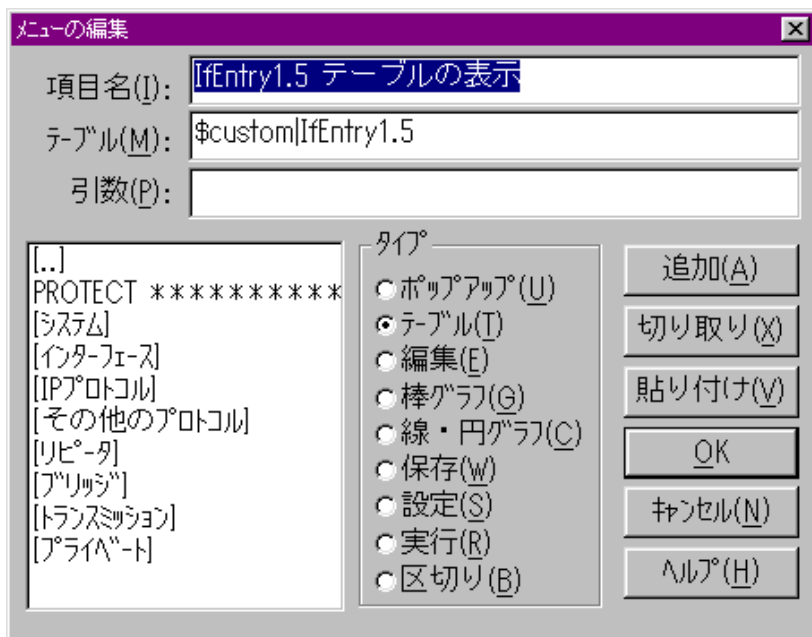 メニューの編集
項目名(I): IfEntry1.5 テーブルの表示
テーブル(M): $custom|IfEntry1.5
引数(P):
[..]
PROTECT **********
[システム]
[インターフェース]
[IPプロトコル]
[その他のプロトコル]
[リピータ]
[ブリッジ]
[トランスミッション]
[プライベート]
タイプ
ポップアップ(U)
テーブル(T)
編集(E)
棒グラフ(G)
線・円グラフ(C)
保存(W)
設定(S)
実行(R)
区切り(B)
追加(A)
切り取り(X)
貼り付け(V)
OK
キャンセル(N)
ヘルプ(H)